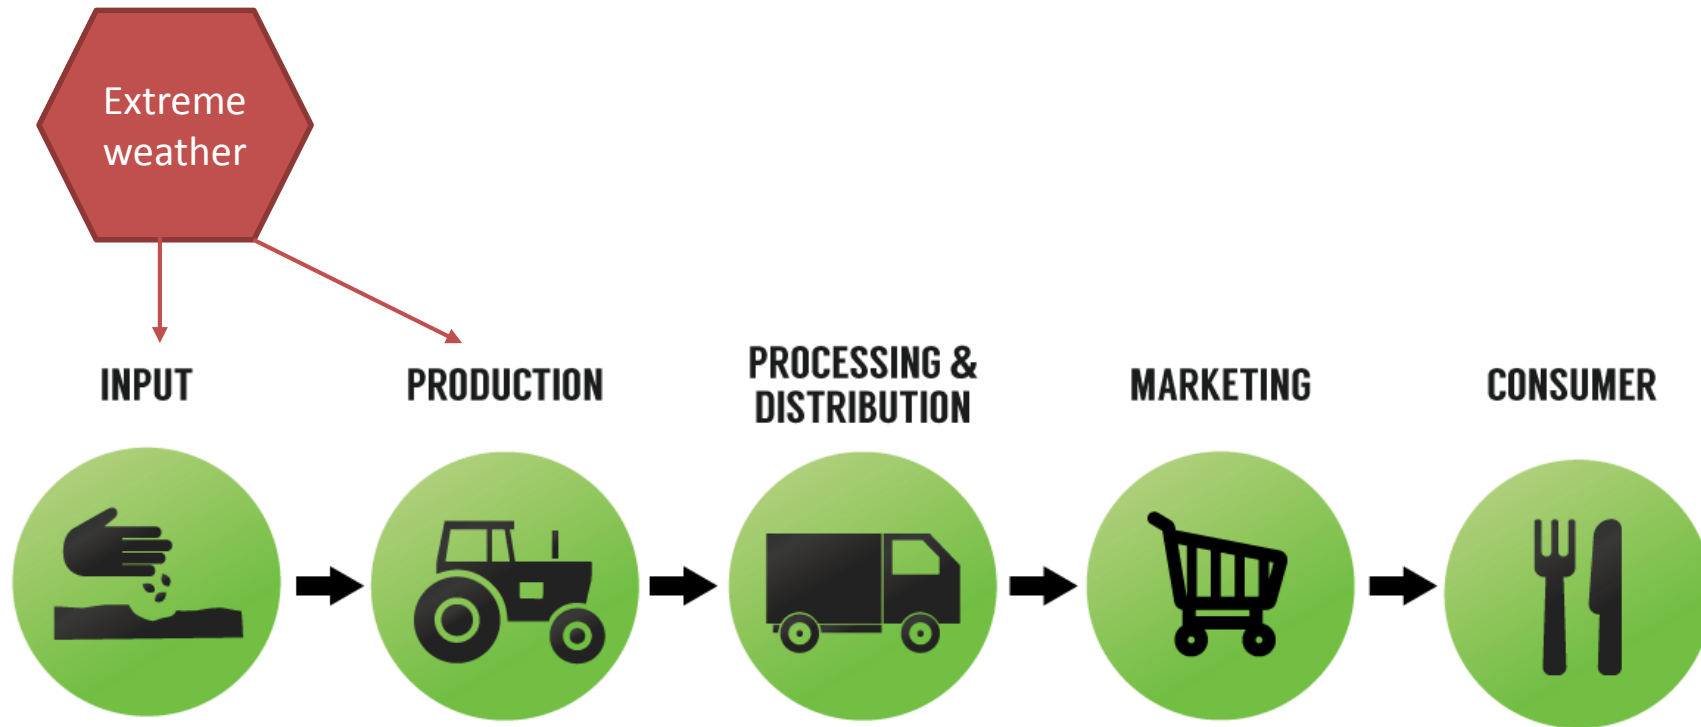 Extreme
weather
INPUT
PRODUCTION
PROCESSING &
DISTRIBUTION
MARKETING
CONSUMER